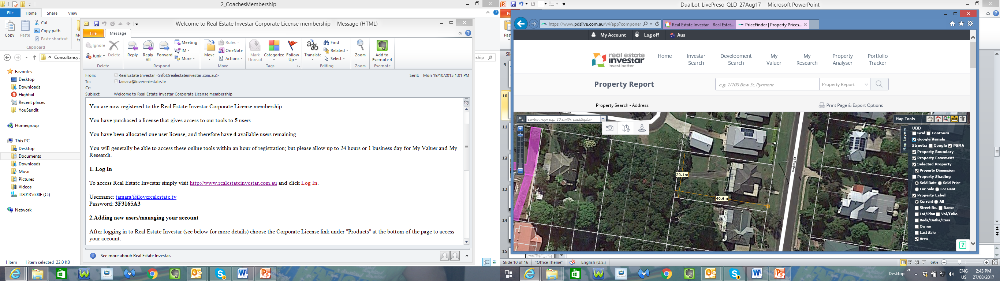 2_CoachesMembership
File Home Share View
Copy
Paste
Cut
Copy path
Paste shortcut
Move
to
Clipboard
« Consultancy 2
Favorites
Desktop
Downloads
Hightail
Recent places
YouSendIt
Homegroup
This PC
Desktop
Documents
Downloads
Music
Pictures
Videos
TI80135600F (C:)
Network
1 item 1 item selected 22.0 KB
Welcome to Real Estate Investar Corporate License membership - Message (HTML)
File Message
Ignore
Junk
Delete
Delete
Reply
Reply All
Forward
Meeting
IM
More
Respond
Move
Rules
OneNote
Actions
Move
Mark Unread
Categorize
Follow Up
Tags
Translate
Find
Related
Select
Editing
Zoom
Zoom
Add to Evernote 4
Evernote
From: Real Estate Investar <info@realestateinvestar.com.au>
Sent: Mon 19/10/2015 1:01 PM
To: tamara@iloverealestate.tv
Cc:
Subject: Welcome to Real Estate Investar Corporate License membership
You are now registered to the Real Estate Investar Corporate License membership.
You have purchased a license that gives access to our tools to 5 users.
You have been allocated one user license, and therefore have 4 available users remaining.
You will generally be able to access these online tools within an hour of registration; but please allow up to 24 hours or 1 business day for My Valuer and My
Research.
1. Log In
To access Real Estate Investar simply visit http://www.realestateinvestar.com.au and click Log In.
Username: tamara@iloverealestate.tv
Password: 3F3165A3
2.Adding new users/managing your account
After logging in to Real Estate Investar (see below for more details) choose the Corporate License link under "Products" at the bottom of the page to access
your account.
See more about: Real Estate Investar.
DualLot_LivePreso_QLD_27Aug17 - Microsoft PowerPoint
https://www.pdslive.com.au/v4/app?componer
Real Estate Investar - Real Estat...
PriceFinder | Property Prices...
My Account Log off Aus
real estate
investar
invest better
Home
Investar Search
Development Search
My Valuer
My Research
Property Analyser
Portfolio Tracker
Property Report
e.g. 1/100 Bow St, Pyrmont
Property Report
Property Search - Address
Print Page & Export Options
centre map: e.g. 10 smith, paddington
Map Tools
Map Layers
UBD
Grid Contours
Google Aerials
Streets: Google PSMA
Property Boundary
Property Easement
Selected Property
Property Dimension
Property Shading
Sold Date Sold Price
For Sale For Rent
Property Label
Current All
Street No. Name
Lot/Plan Vol/Folio
Beds/Baths/Cars
Owner
Last Sale
Area
20.1m
40.6m
Hocking St
9
10
11
12
13
14
15
Slide 10 of 16 "Office Theme" English (U.S.)
69%
Desktop
ENG
US
2:43 PM
27/08/2017